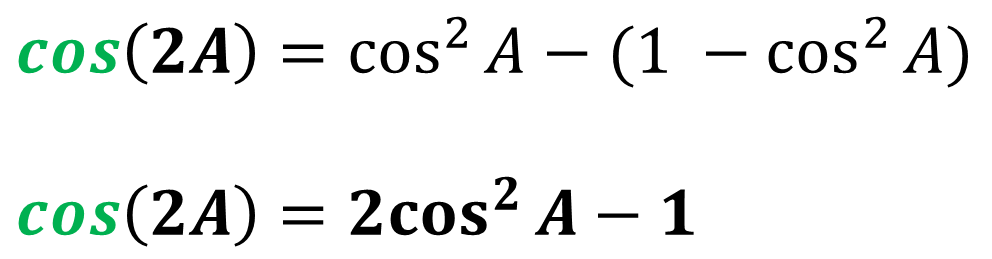 cos(2A) = cos² A − (1 − cos² A)
cos(2A) = 2cos² A − 1